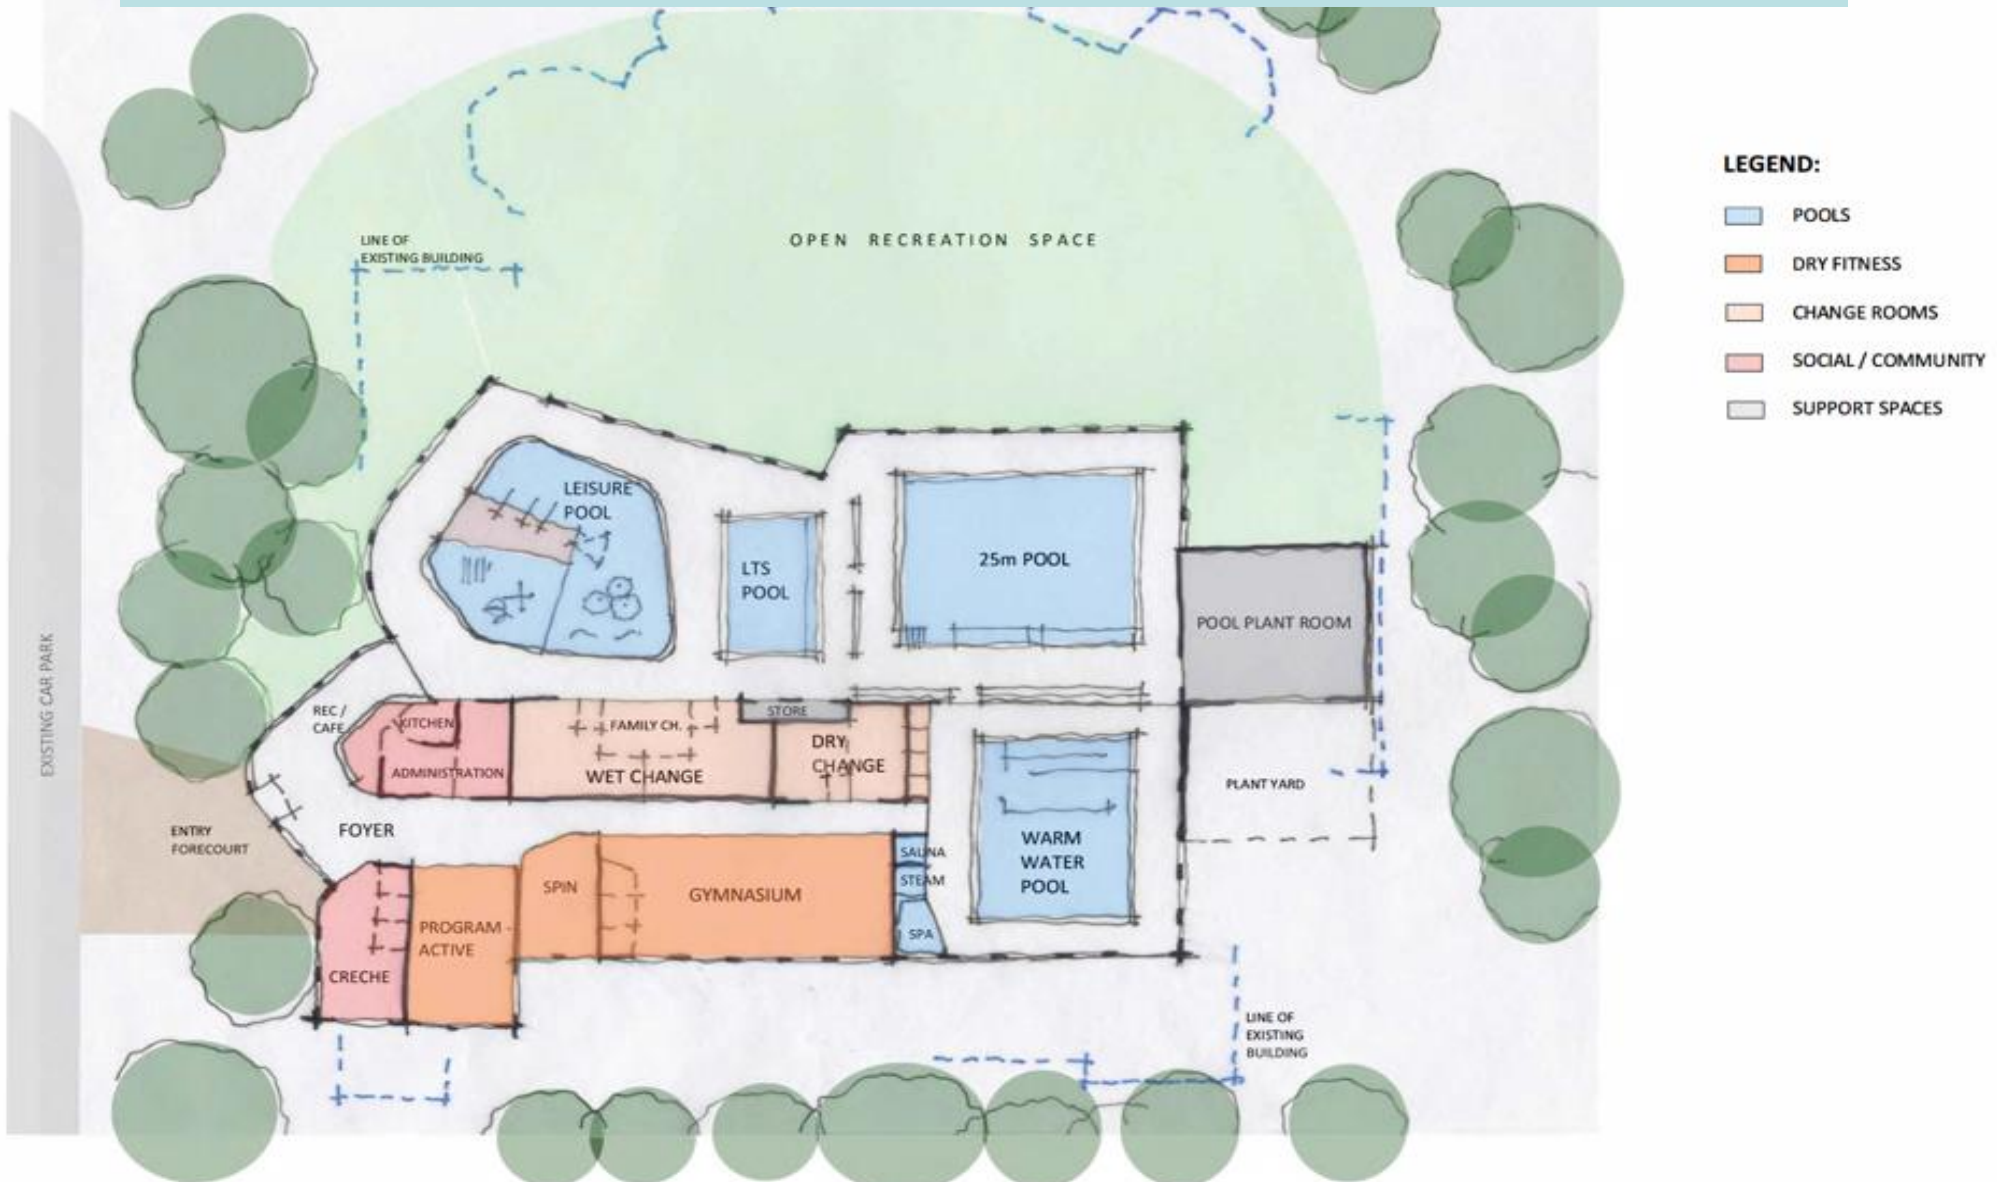 LINE OF
EXISTING BUILDING
OPEN RECREATION SPACE
LEGEND:
POOLS
DRY FITNESS
CHANGE ROOMS
SOCIAL / COMMUNITY
SUPPORT SPACES
LEISURE
POOL
LTS
POOL
25m POOL
POOL PLANT ROOM
EXISTING CAR PARK
REC /
CAFE
KITCHEN
ADMINISTRATION
FAMILY CH.
WET CHANGE
STORE
DRY
CHANGE
PLANT YARD
ENTRY
FORECOURT
FOYER
SAUNA
STEAM
SPA
WARM
WATER
POOL
SPIN
GYMNASIUM
PROGRAM -
ACTIVE
CRECHE
LINE OF
EXISTING
BUILDING